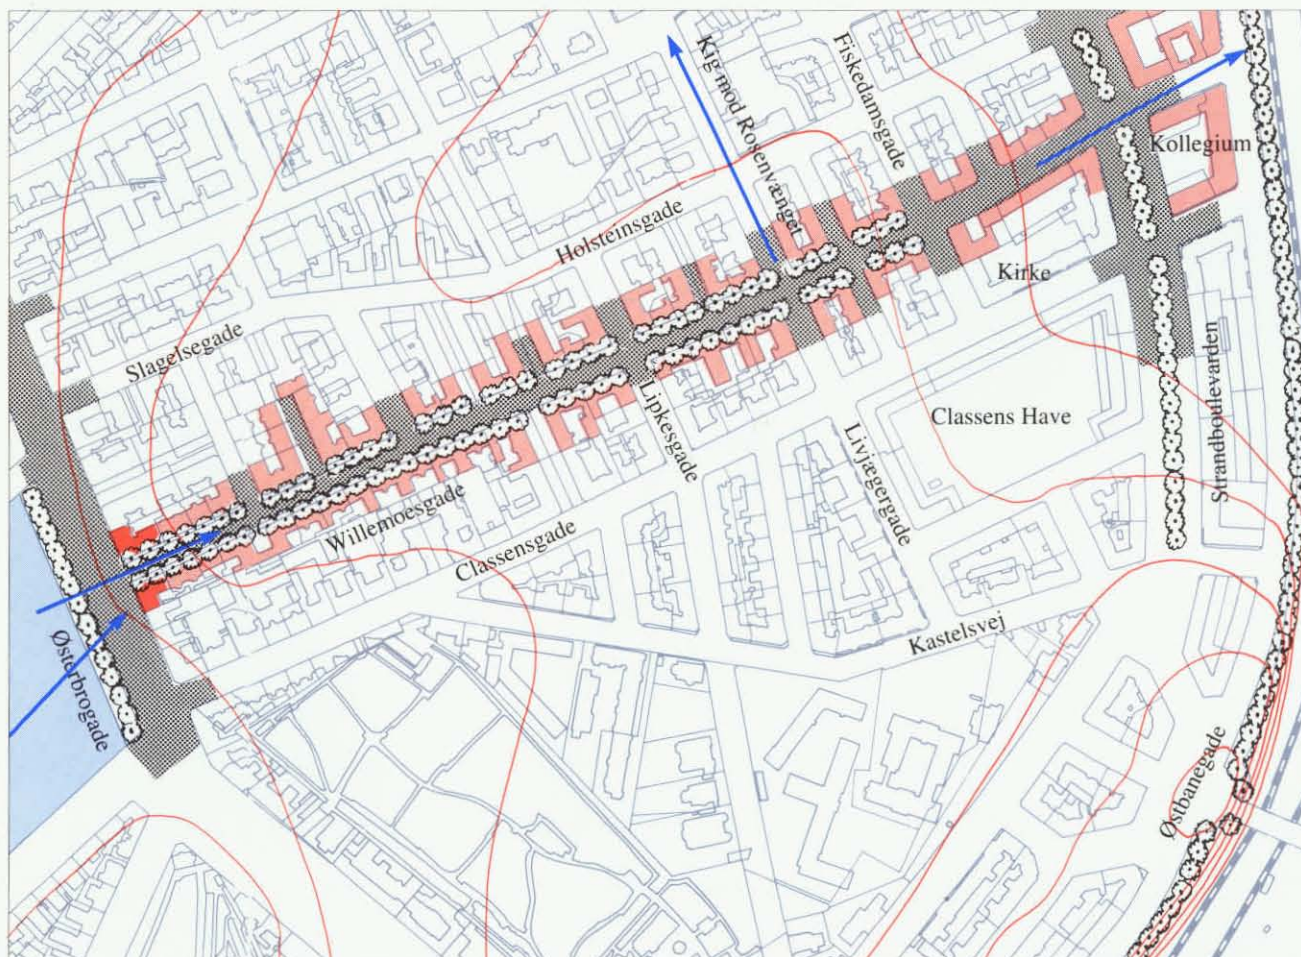 Kig mod Rosenvænget
Fiskedamsgade
Kollegium
Holsteinsgade
Kirke
Slagelsegade
Strandboulevarden
Lipkesgade
Classens Have
Livjægergade
Willemoesgade
Classensgade
Kastelsvej
Østerbrogade
Østbanegade